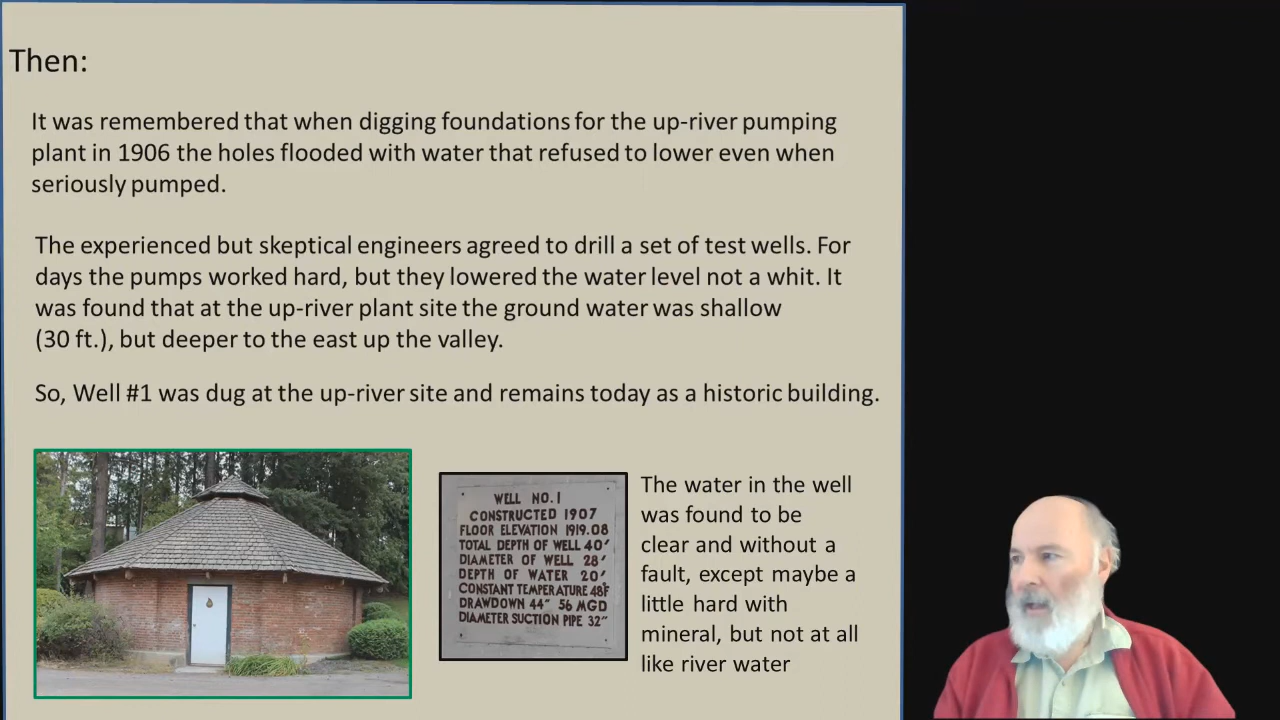 Then:
It was remembered that when digging foundations for the up-river pumping
plant in 1906 the holes flooded with water that refused to lower even when
seriously pumped.
The experienced but skeptical engineers agreed to drill a set of test wells. For
days the pumps worked hard, but they lowered the water level not a whit. It
was found that at the up-river plant site the ground water was shallow
(30 ft.), but deeper to the east up the valley.
So, Well #1 was dug at the up-river site and remains today as a historic building.
WELL NO.1
CONSTRUCTED 1907
FLOOR ELEVATION 1919.08
TOTAL DEPTH OF WELL 40'
DIAMETER OF WELL 28'
DEPTH OF WATER 20'
CONSTANT TEMPERATURE 48°F
DRAWDOWN 44" 56 MGD
DIAMETER SUCTION PIPE 32"
The water in the well
was found to be
clear and without a
fault, except maybe a
little hard with
mineral, but not at all
like river water